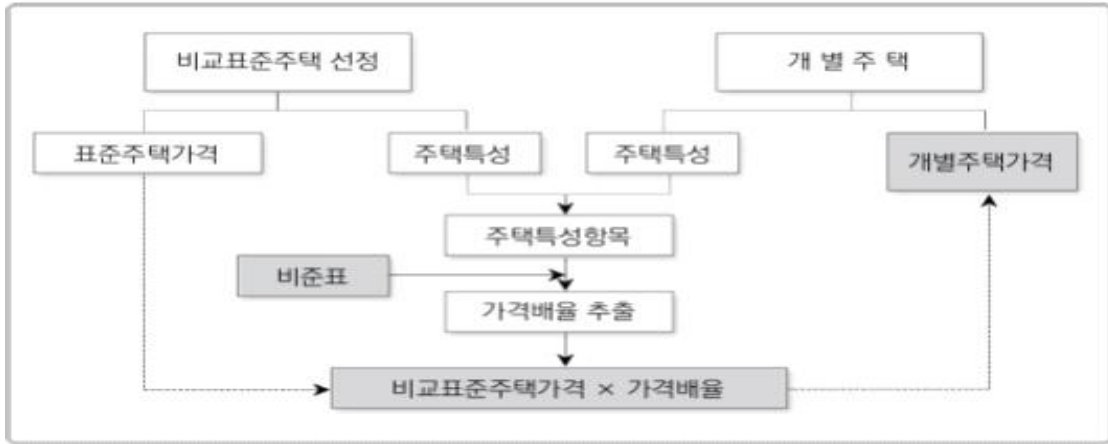 비교표준주택 선정
개 별 주 택
표준주택가격
주택특성
주택특성
개별주택가격
주택특성항목
비준표
가격배율 추출
비교표준주택가격 × 가격배율